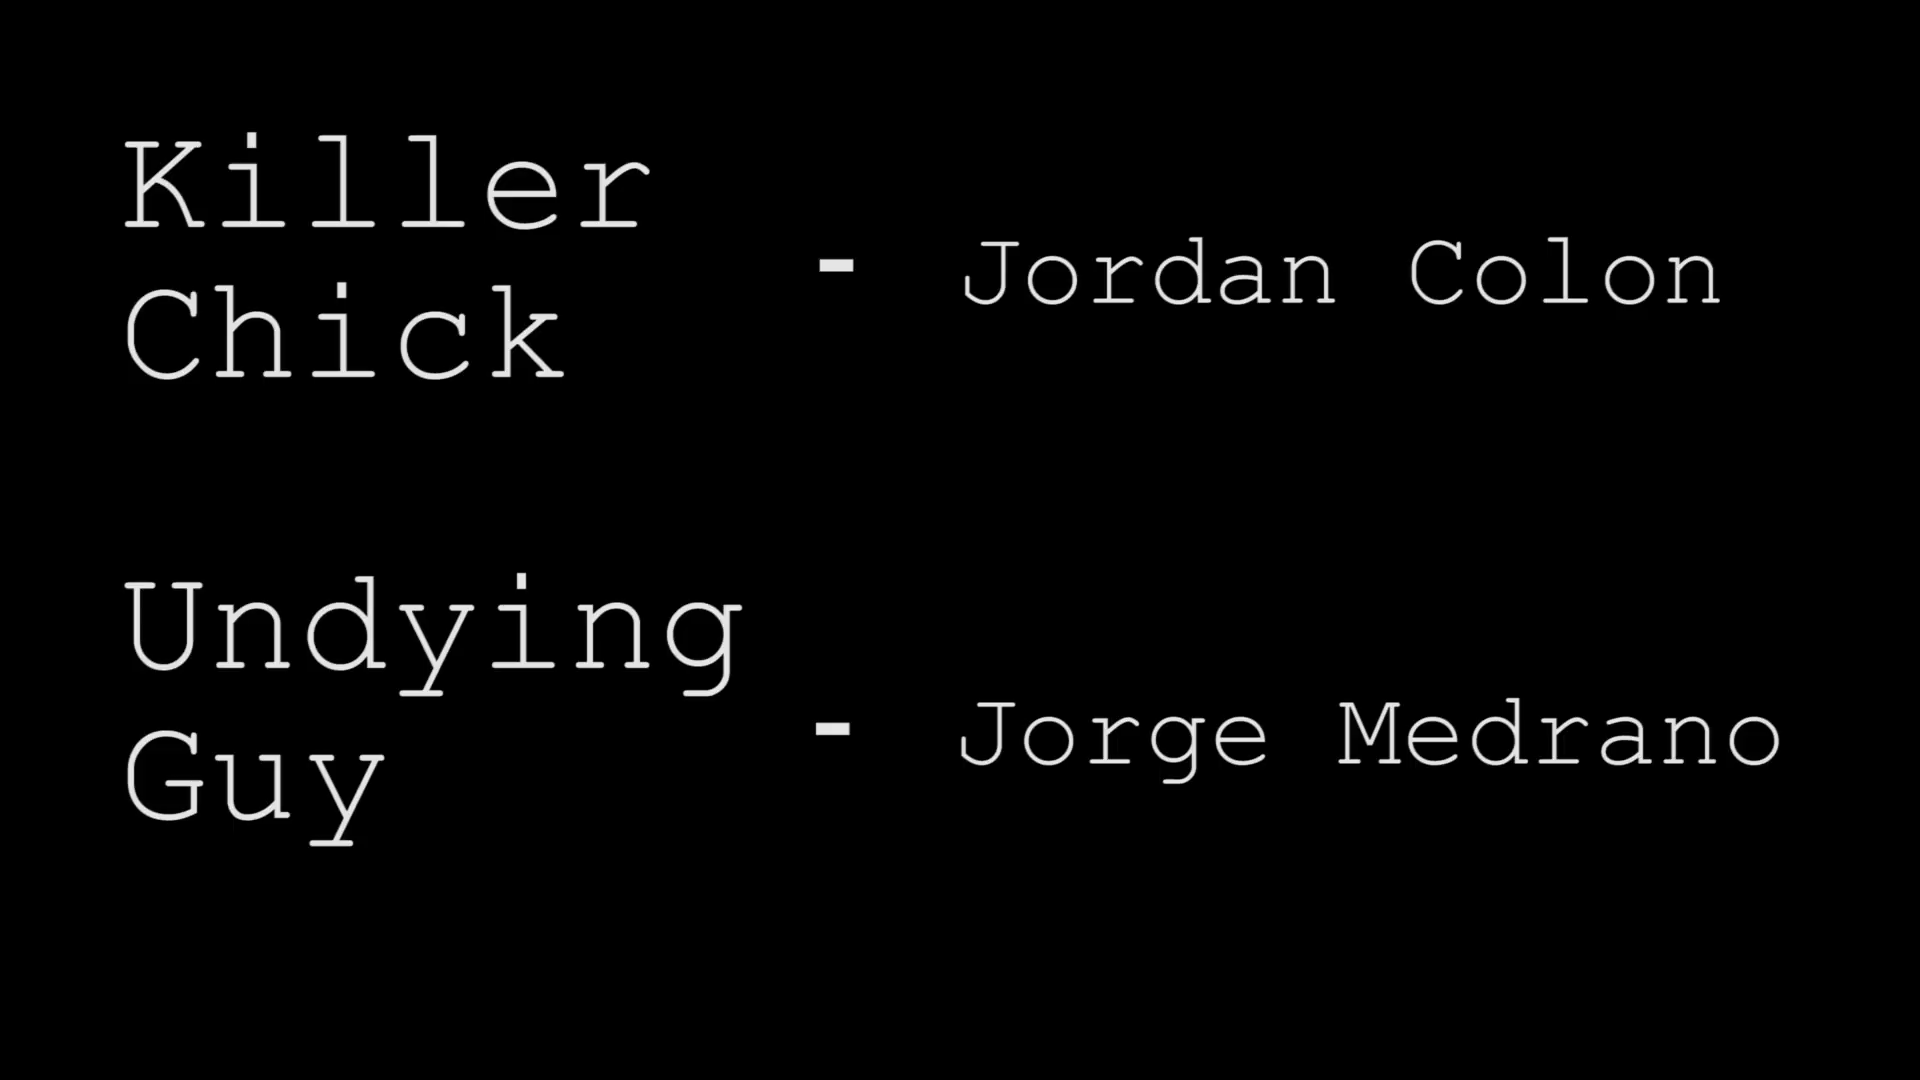 Killer
Chick
- Jordan Colon
Undying
Guy
- Jorge Medrano